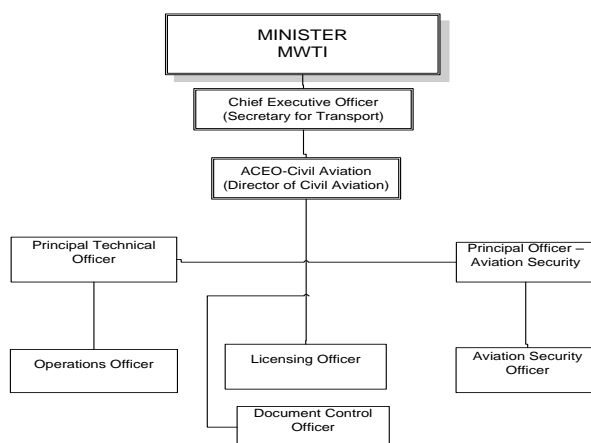 MINISTER
MWTI
Chief Executive Officer
(Secretary for Transport)
ACEO-Civil Aviation
(Director of Civil Aviation)
Principal Technical
Officer
Principal Officer –
Aviation Security
Operations Officer
Licensing Officer
Aviation Security
Officer
Document Control
Officer